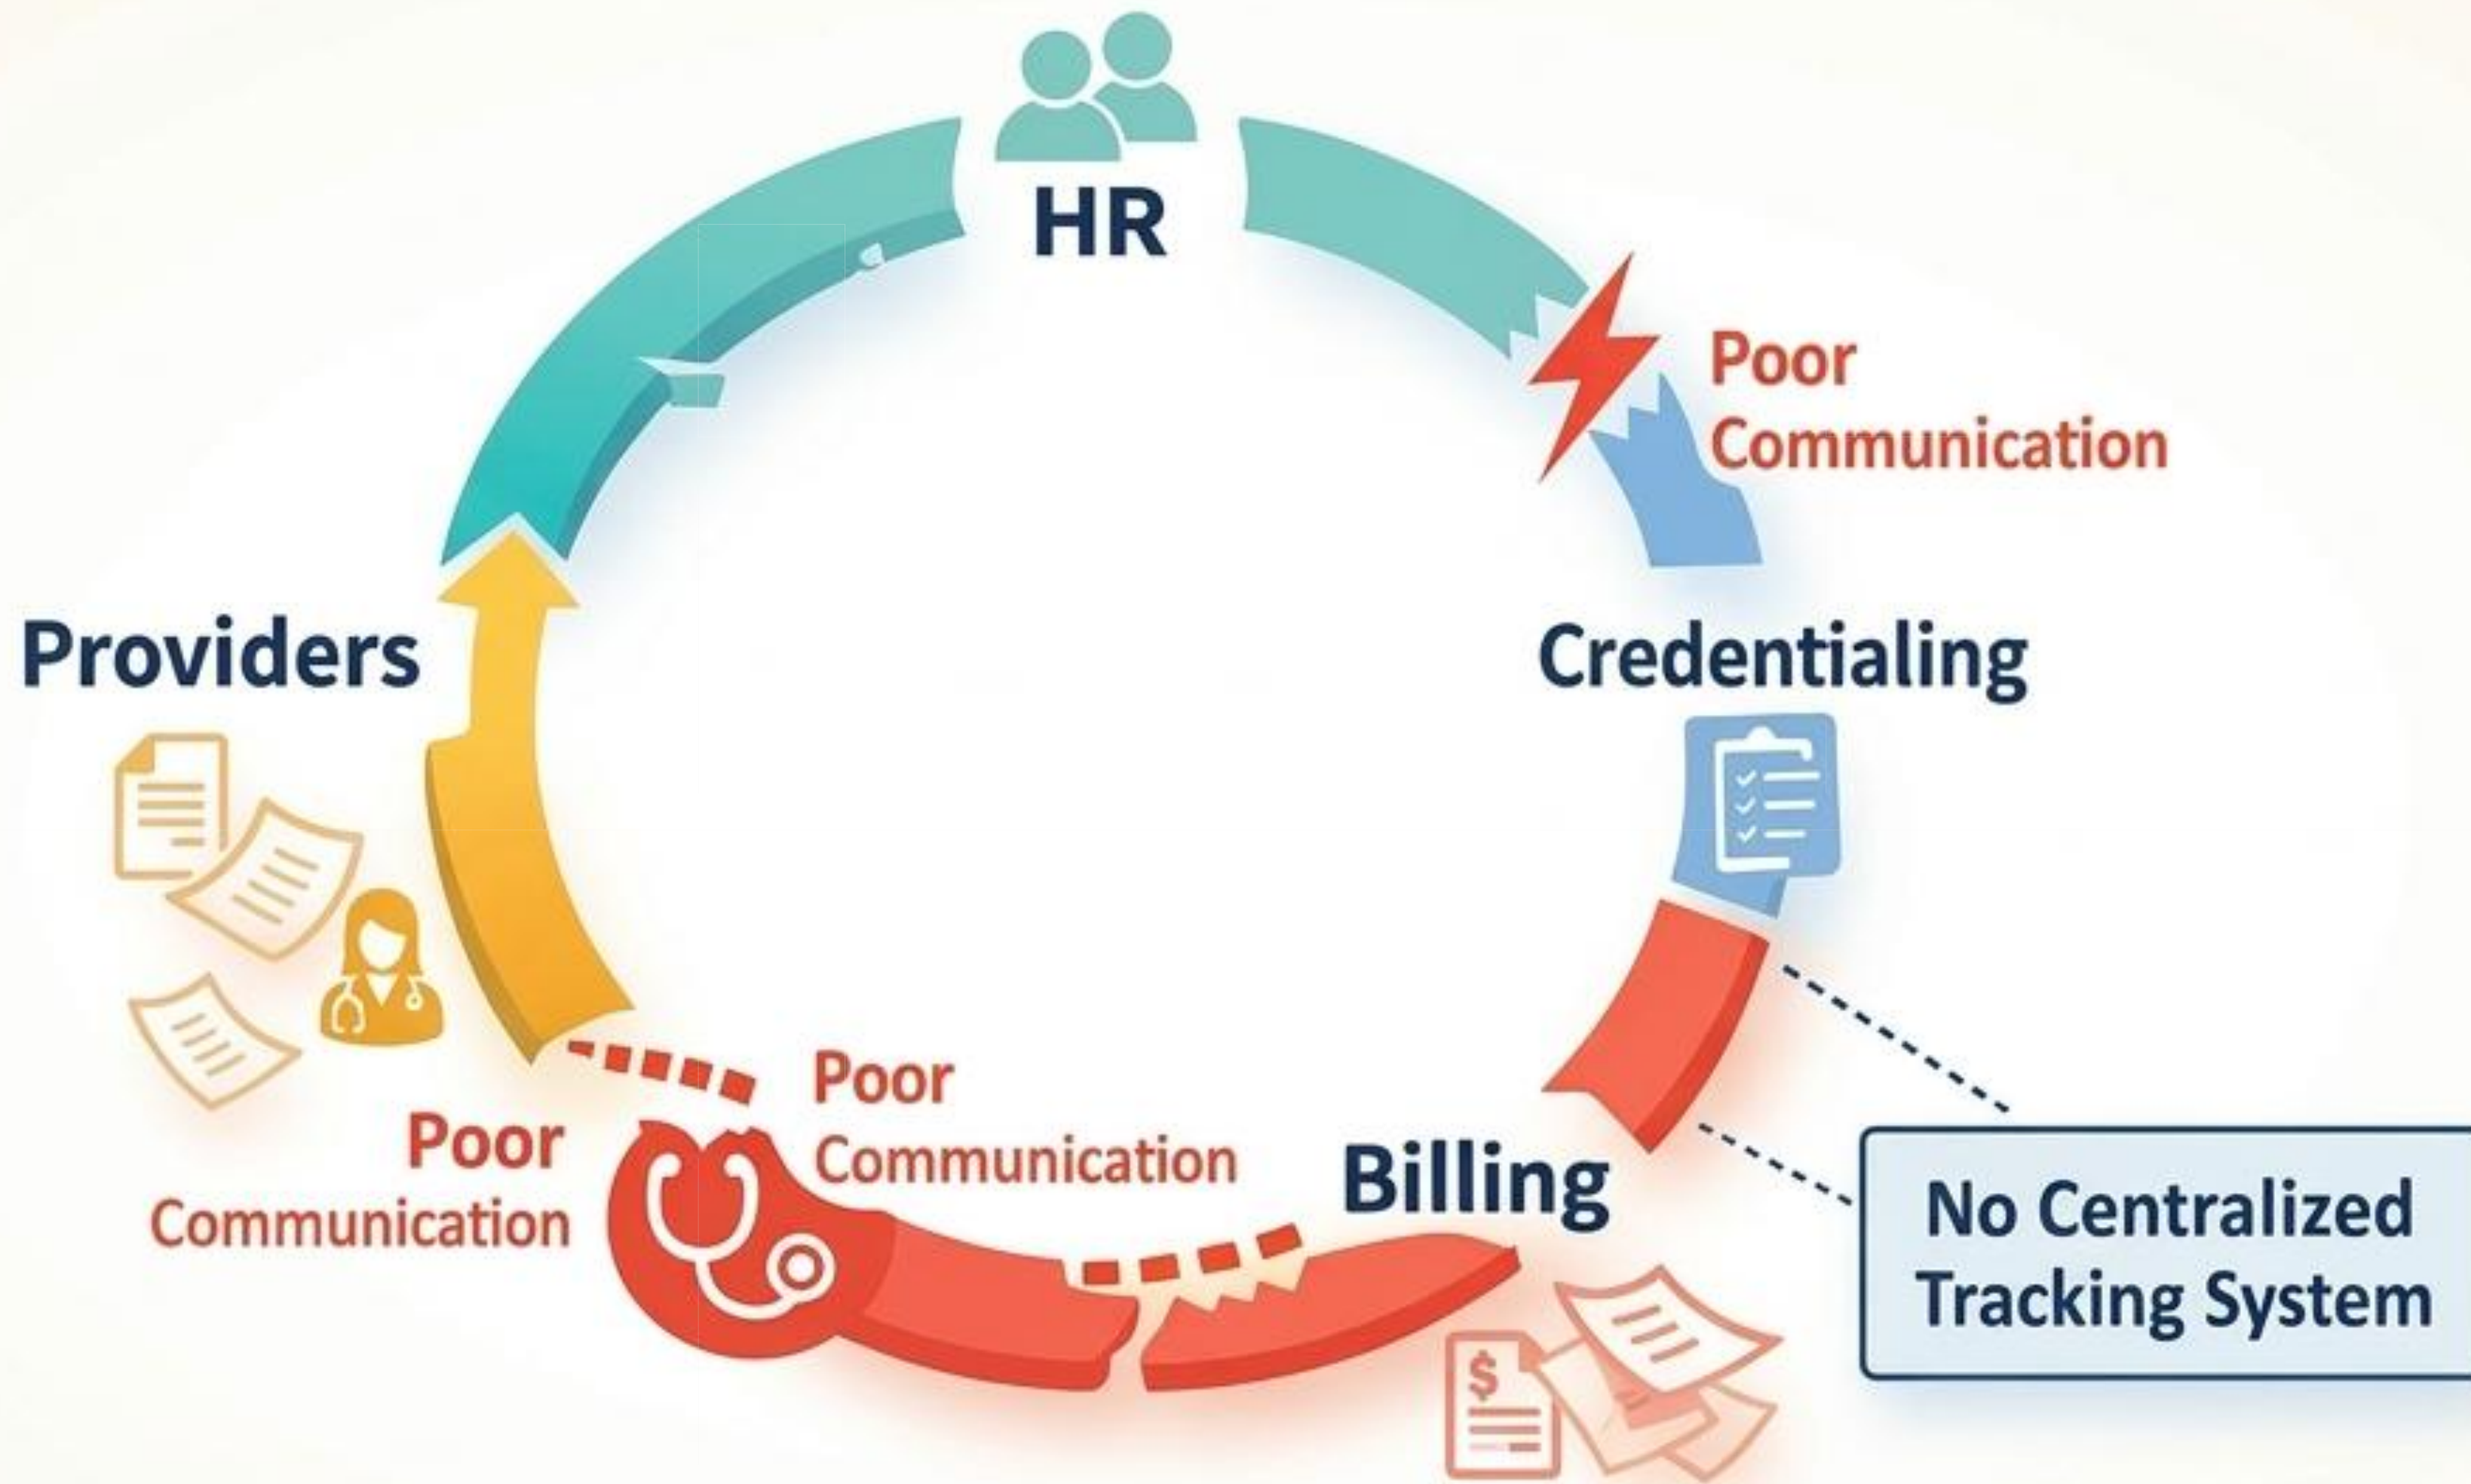 HR
Poor
Communication
Providers
Credentialing
Poor
Communication
Poor
Communication
Billing
No Centralized
Tracking System
$